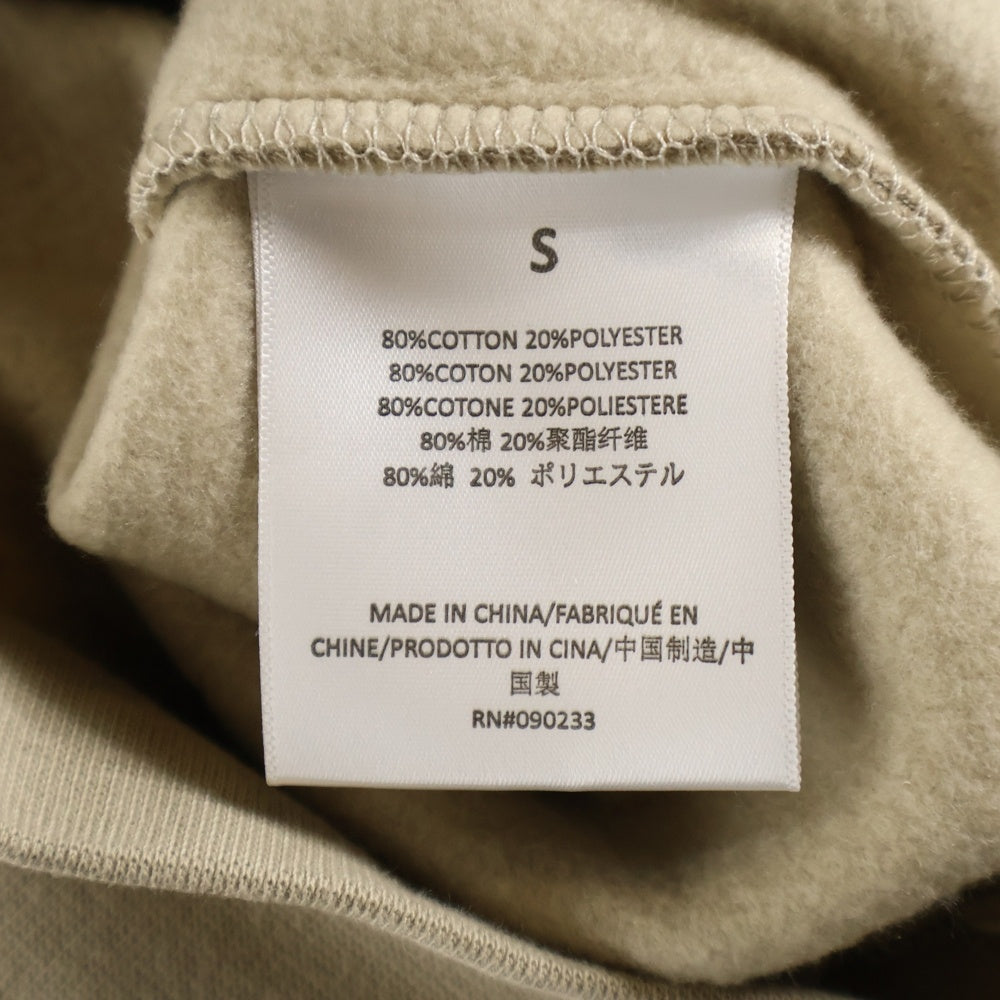 S
80%COTTON 20%POLYESTER
80%COTON 20%POLYESTER
80%COTONE 20%POLIESTERE
80%棉 20%聚酯纤维
80%綿 20% ポリエステル
MADE IN CHINA/FABRIQUÉ EN
CHINE/PRODOTTO IN CINA/中国制造/中
国製
RN#090233